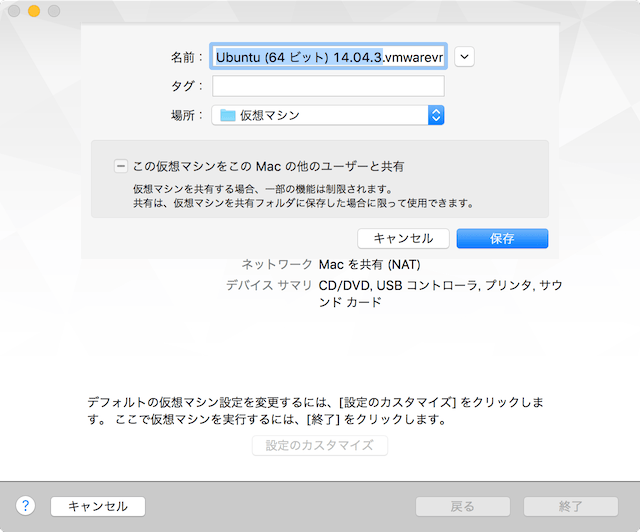 名前： Ubuntu (64 ビット) 14.04.3.vmwarevr
タグ：
場所： 仮想マシン
この仮想マシンをこの Mac の他のユーザーと共有
仮想マシンを共有する場合、一部の機能は制限されます。
共有は、仮想マシンを共有フォルダに保存した場合に限って使用できます。
キャンセル 保存
ネットワーク Mac を共有 (NAT)
デバイス サマリ CD/DVD, USB コントローラ, プリンタ, サウ
ンド カード
デフォルトの仮想マシン設定を変更するには、[設定のカスタマイズ] をクリックしま
す。 ここで仮想マシンを実行するには、[終了] をクリックします。
設定のカスタマイズ
? キャンセル 戻る 終了